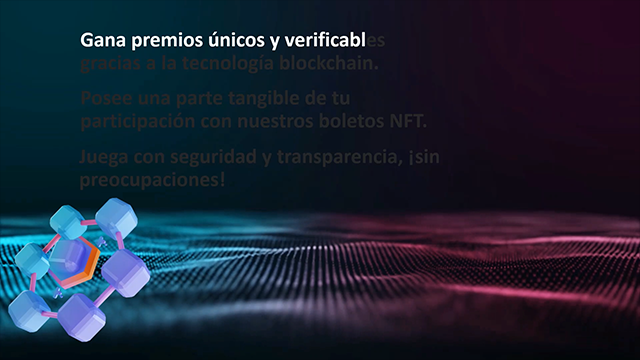 Gana premios únicos y verificables
gracias a la tecnología blockchain.
Posee una parte tangible de tu
participación con nuestros boletos NFT.
Juega con seguridad y transparencia, ¡sin
preocupaciones!